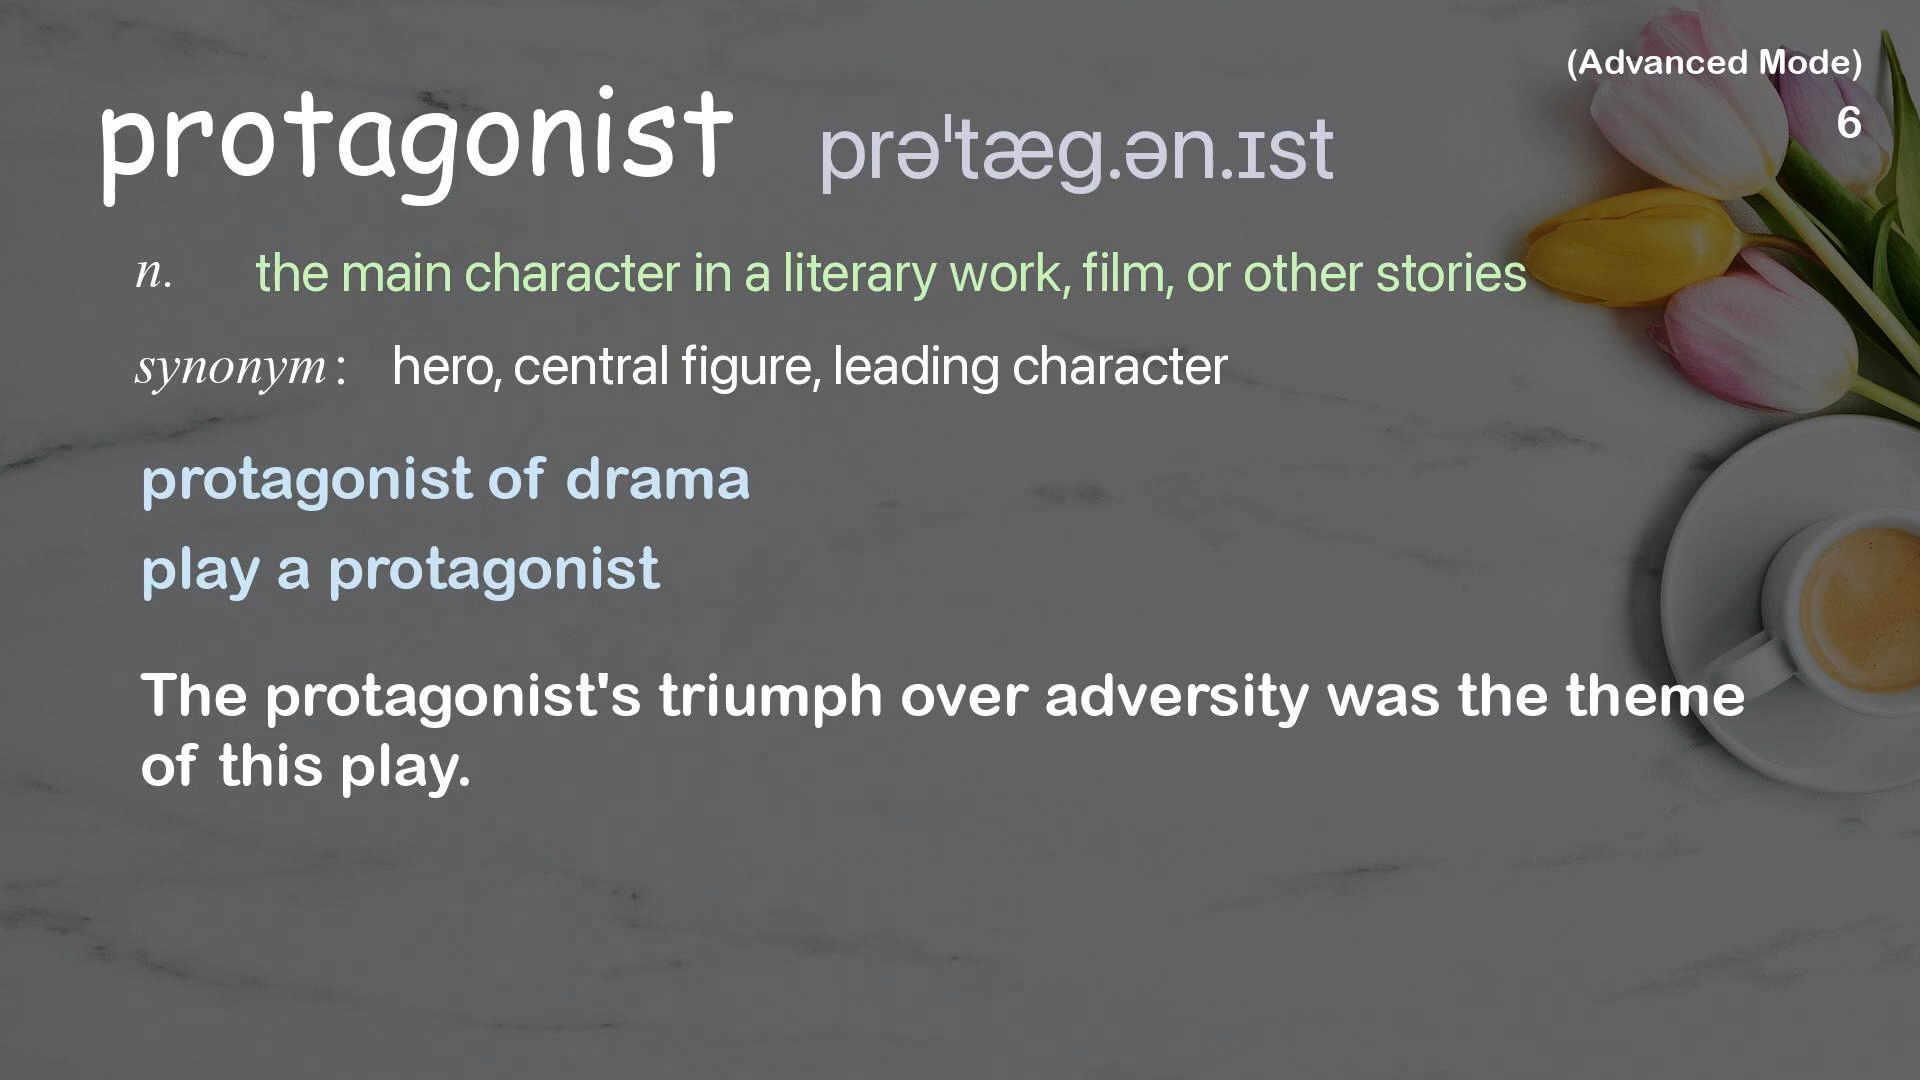 (Advanced Mode)
protagonist prəˈtæg.ən.ɪst
6
n. the main character in a literary work, film, or other stories
synonym: hero, central figure, leading character
protagonist of drama
play a protagonist
The protagonist's triumph over adversity was the theme
of this play.